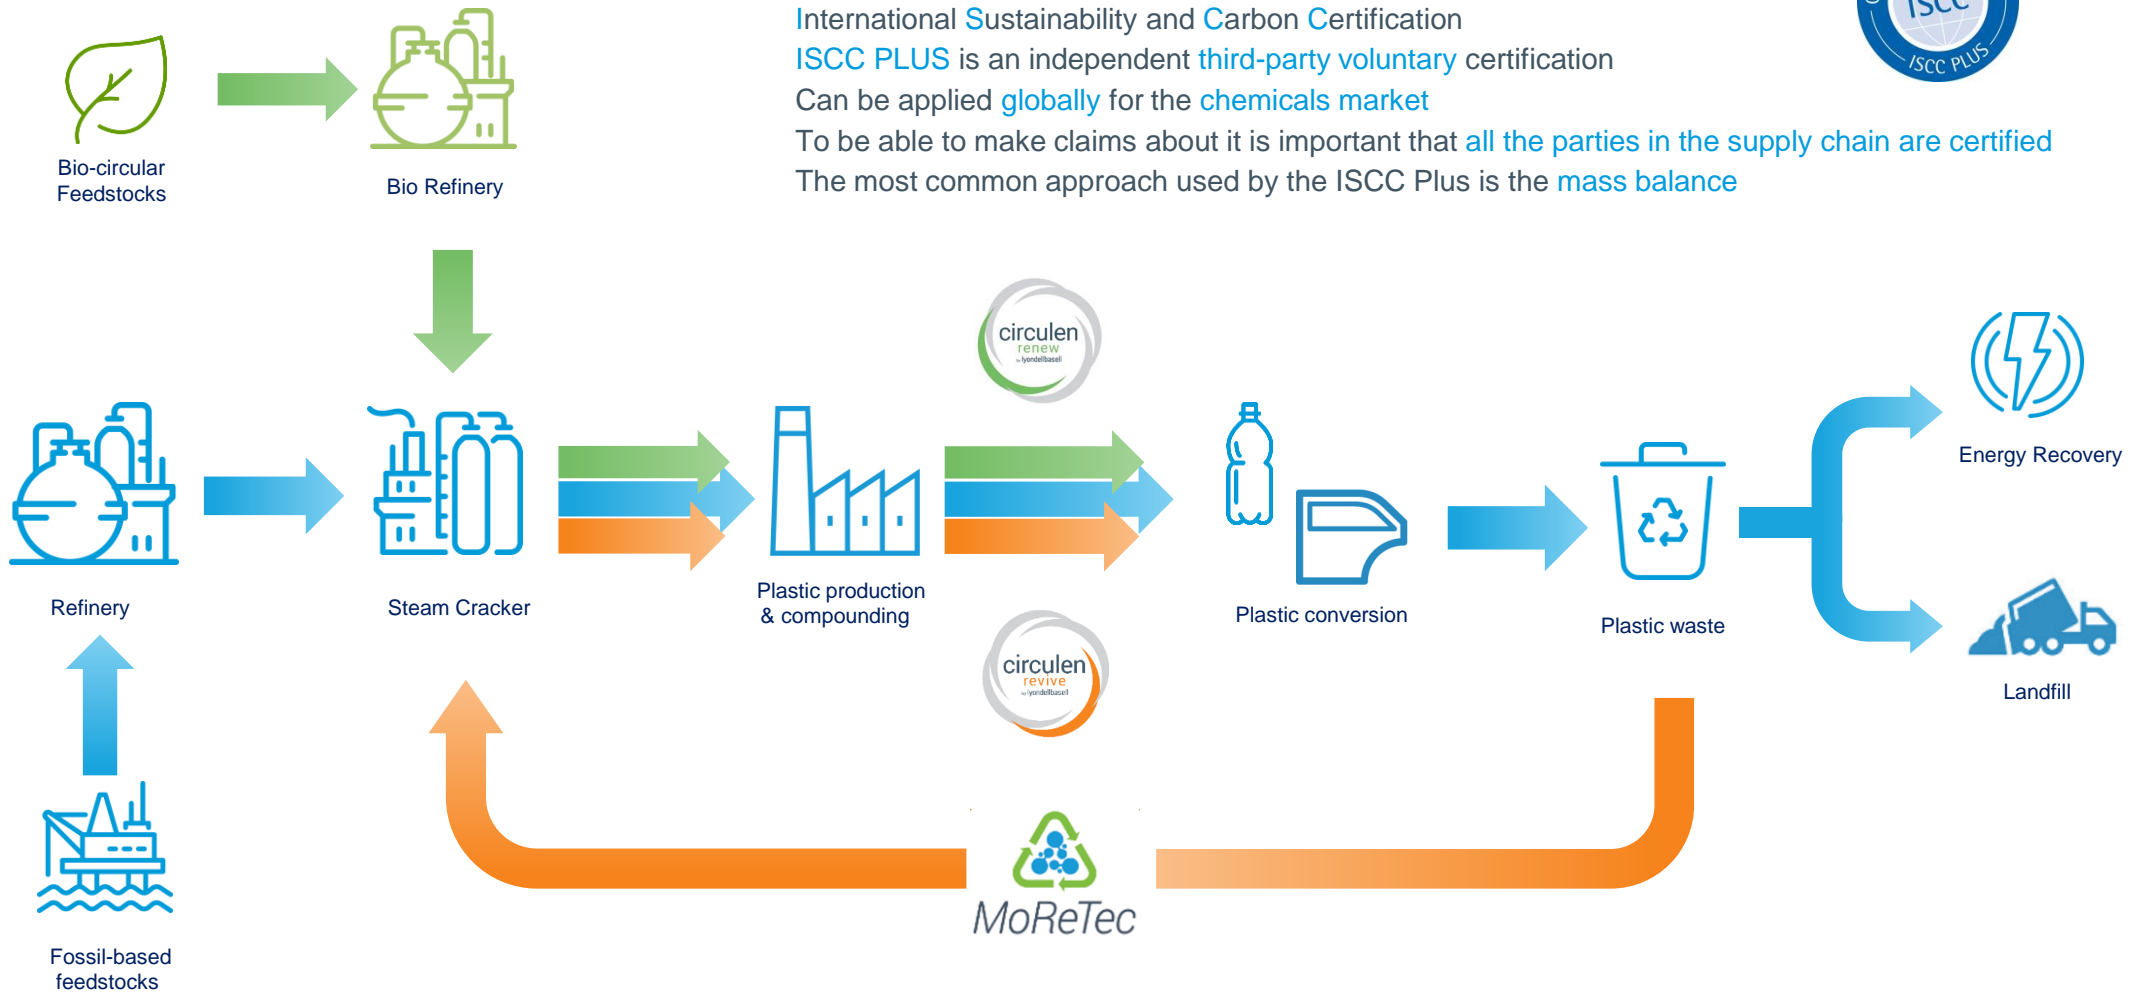 International Sustainability and Carbon Certification
ISCC PLUS is an independent third-party voluntary certification
Can be applied globally for the chemicals market
To be able to make claims about it is important that all the parties in the supply chain are certified
The most common approach used by the ISCC Plus is the mass balance
ISCC
ISCC PLUS
Bio-circular
Feedstocks
Bio Refinery
circulen
renew
by lyondellbasell
Energy Recovery
Refinery
Steam Cracker
Plastic production
& compounding
Plastic conversion
Plastic waste
circulen
revive
by lyondellbasell
Landfill
MoReTec
Fossil-based
feedstocks